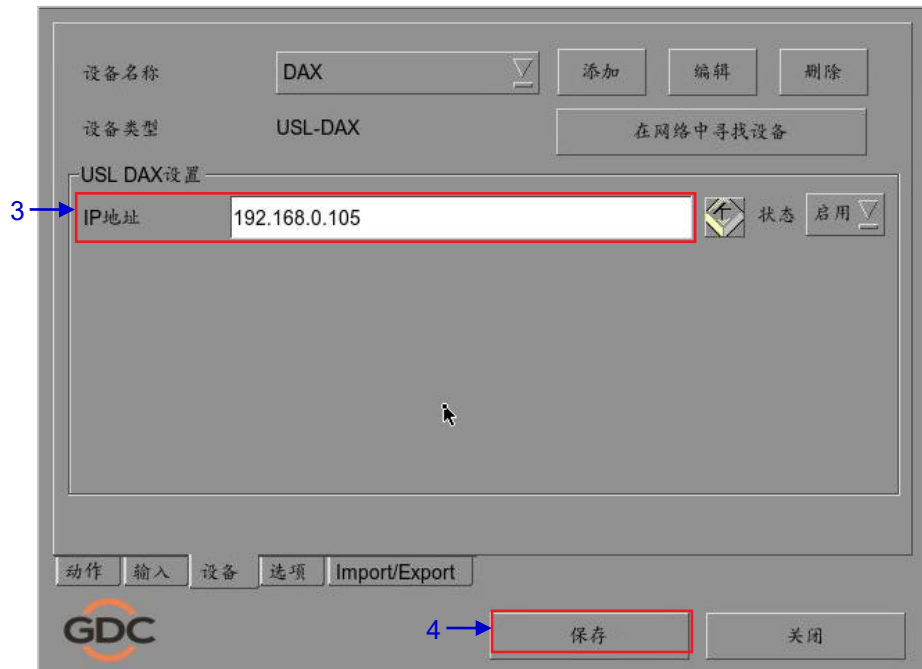 设备名称 DAX 添加 编辑 删除
设备类型 USL-DAX 在网络中寻找设备
USL DAX设置
3 IP地址 192.168.0.105 状态 启用
动作 输入 设备 选项 Import/Export
GDC 4 保存 关闭